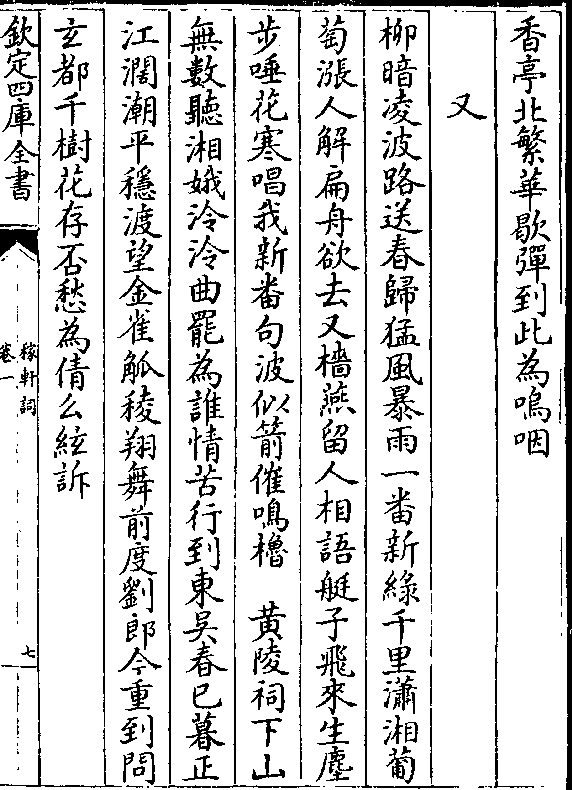 香亭北繁華歇彈到此為嗚咽
又
柳暗凌波路送春歸猛風暴雨一番新綠千里瀟湘葡
萄漲人解扁舟欲去又檣燕留人相語艇子飛來生塵
步唾花寒唱我新番句波似箭催鳴櫓　黄陵祠下山
無數聽湘娥泠泠曲罷為誰情苦行到東吳春已暮正
江濶潮平穩渡望金雀觚稜翔舞前度劉郎今重到問
玄都千樹花存否愁為倩么絃訴
欽定四庫全書
稼軒詞
卷一
七